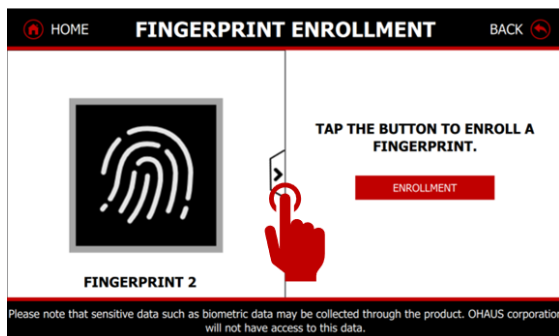 HOME FINGERPRINT ENROLLMENT BACK
TAP THE BUTTON TO ENROLL A
FINGERPRINT.
ENROLLMENT
FINGERPRINT 2
Please note that sensitive data such as biometric data may be collected through the product. OHAUS corporation
will not have access to this data.